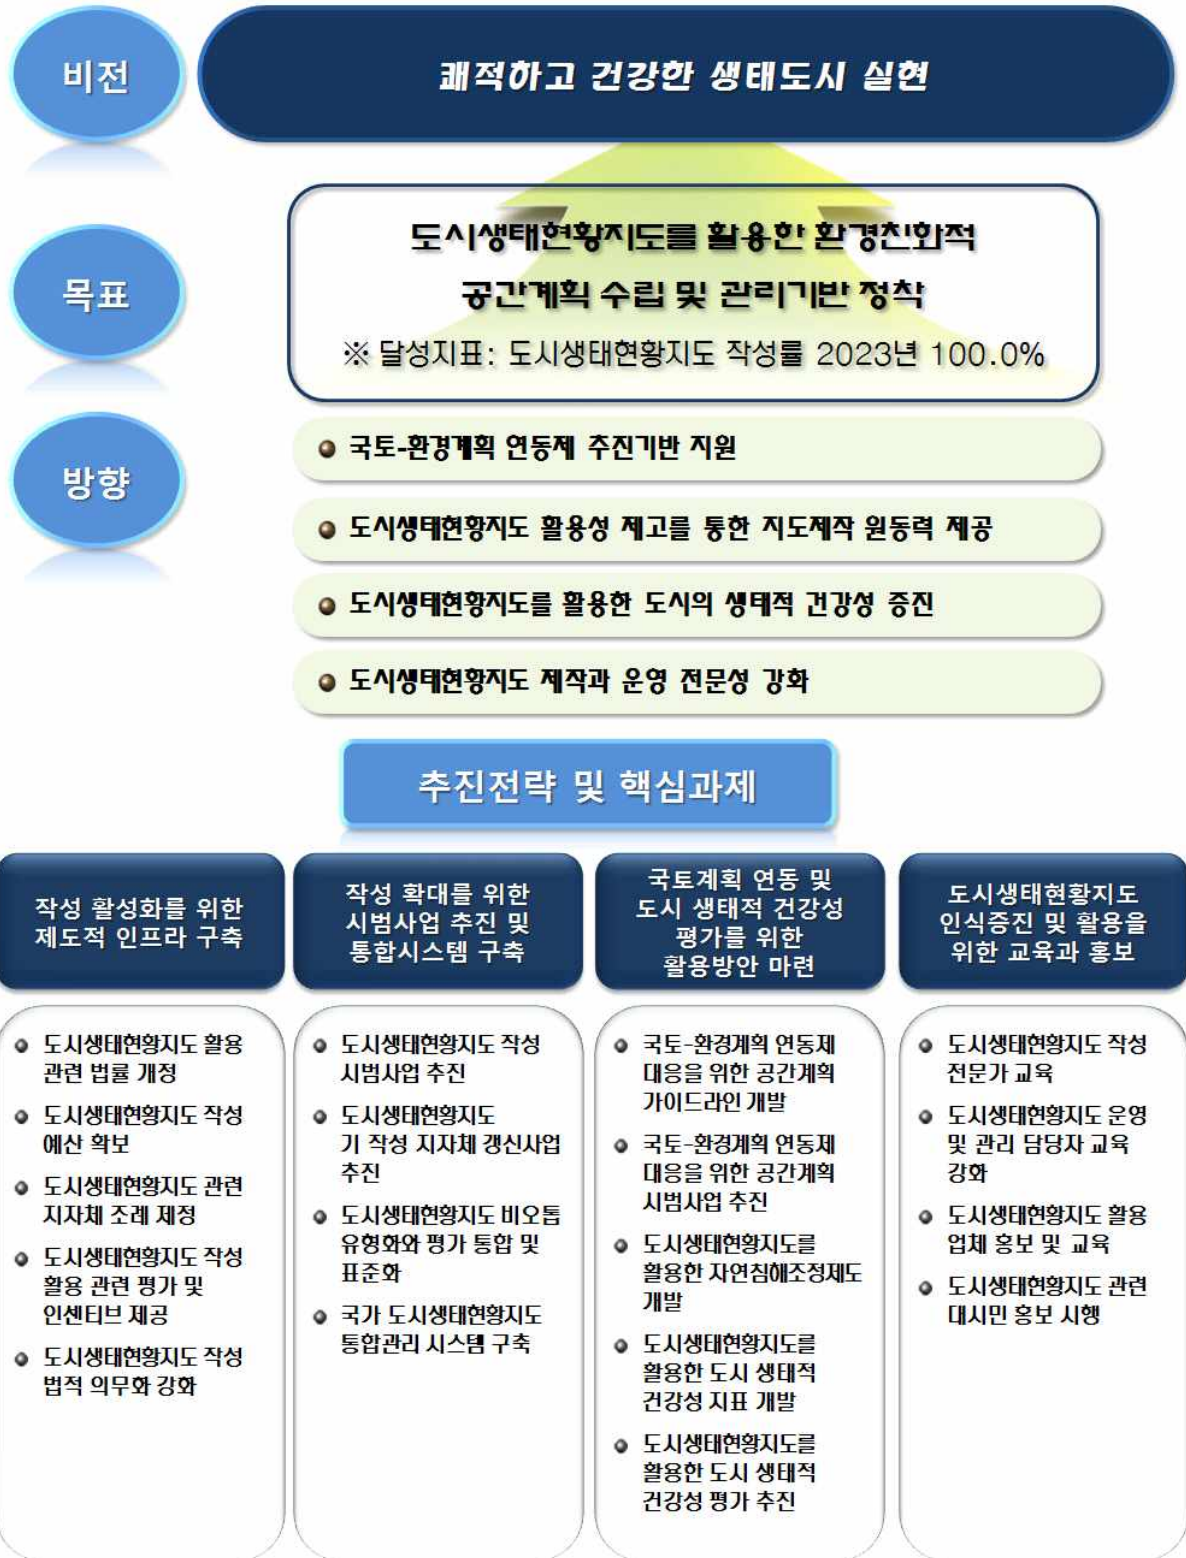 비전
쾌적하고 건강한 생태도시 실현
목표
도시생태현황지도를 활용한 환경친화적
공간계획 수립 및 관리기반 정착
※ 달성지표: 도시생태현황지도 작성률 2023년 100.0%
방향
국토-환경계획 연동제 추진기반 지원
도시생태현황지도 활용성 제고를 통한 지도제작 원동력 제공
도시생태현황지도를 활용한 도시의 생태적 건강성 증진
도시생태현황지도 제작과 운영 전문성 강화
추진전략 및 핵심과제
작성 활성화를 위한
제도적 인프라 구축
도시생태현황지도 활용
관련 법률 개정
도시생태현황지도 작성
예산 확보
도시생태현황지도 관련
지자체 조례 제정
도시생태현황지도 작성
활용 관련 평가 및
인센티브 제공
도시생태현황지도 작성
법적 의무화 강화
작성 확대를 위한
시범사업 추진 및
통합시스템 구축
도시생태현황지도 작성
시범사업 추진
도시생태현황지도
기 작성 지자체 갱신사업
추진
도시생태현황지도 비오톱
유형화와 평가 통합 및
표준화
국가 도시생태현황지도
통합관리 시스템 구축
국토계획 연동 및
도시 생태적 건강성
평가를 위한
활용방안 마련
국토-환경계획 연동제
대응을 위한 공간계획
가이드라인 개발
국토-환경계획 연동제
대응을 위한 공간계획
시범사업 추진
도시생태현황지도를
활용한 자연침해조정제도
개발
도시생태현황지도를
활용한 도시 생태적
건강성 지표 개발
도시생태현황지도를
활용한 도시 생태적
건강성 평가 추진
도시생태현황지도
인식증진 및 활용을
위한 교육과 홍보
도시생태현황지도 작성
전문가 교육
도시생태현황지도 운영
및 관리 담당자 교육
강화
도시생태현황지도 활용
업체 홍보 및 교육
도시생태현황지도 관련
대시민 홍보 시행